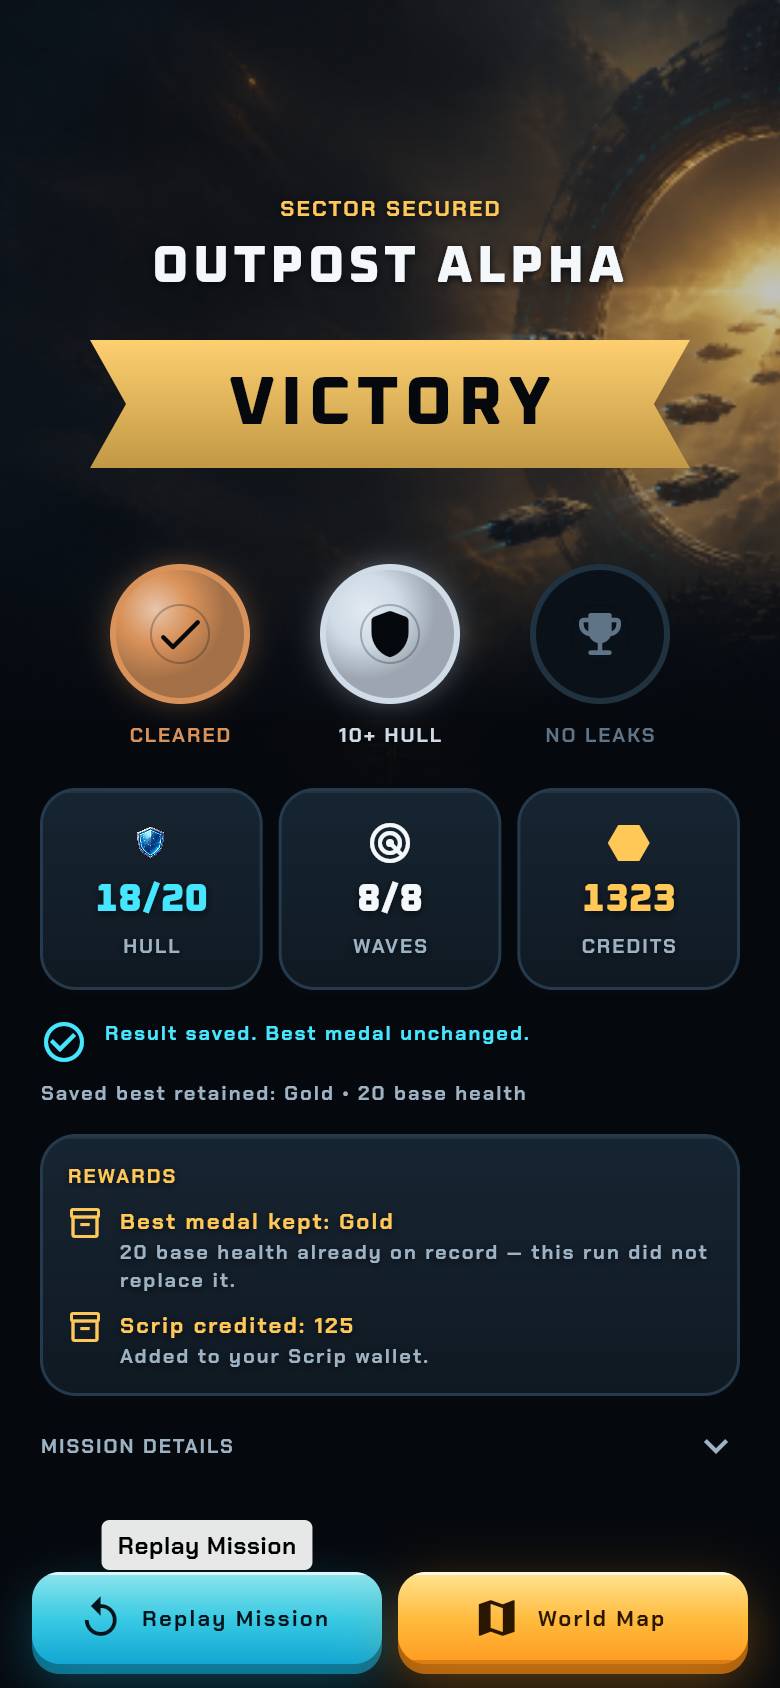 SECTOR SECURED
OUTPOST ALPHA
VICTORY
CLEARED
10+ HULL
NO LEAKS
18/20
8/8
1323
HULL
WAVES
CREDITS
Result saved. Best medal unchanged.
Saved best retained: Gold • 20 base health
REWARDS
Best medal kept: Gold
20 base health already on record — this run did not
replace it.
Scrip credited: 125
Added to your Scrip wallet.
MISSION DETAILS
Replay Mission
Replay Mission
World Map